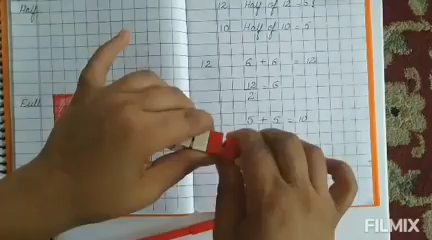 Half
12 Half of 12 = 6
10 Half of 10 = 5
12 6 + 6 = 12
12 = 6
2
Full
5 + 5 = 10
FILMIX